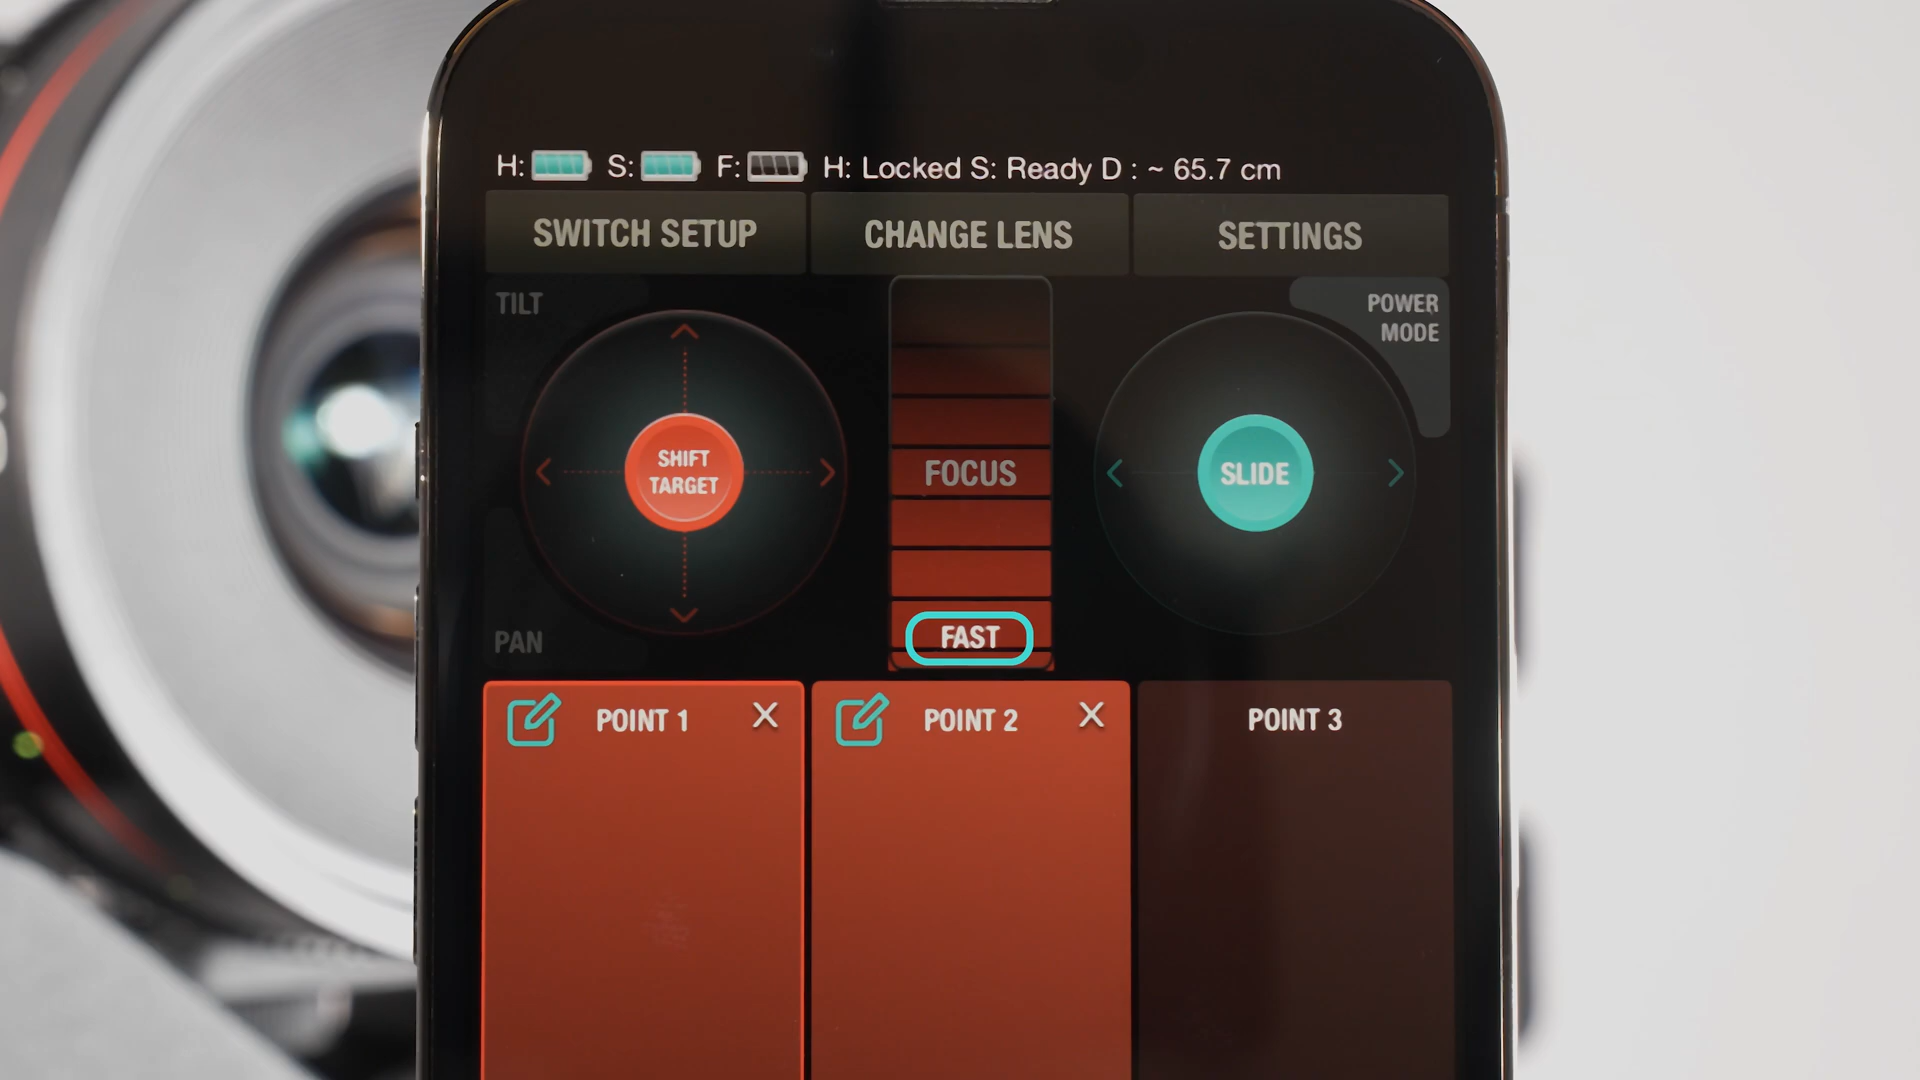 H: S: F: H: Locked S: Ready D : ~ 65.7 cm
SWITCH SETUP CHANGE LENS SETTINGS
TILT
POWER
MODE
SHIFT
TARGET
FOCUS
SLIDE
PAN
FAST
POINT 1 X POINT 2 X POINT 3